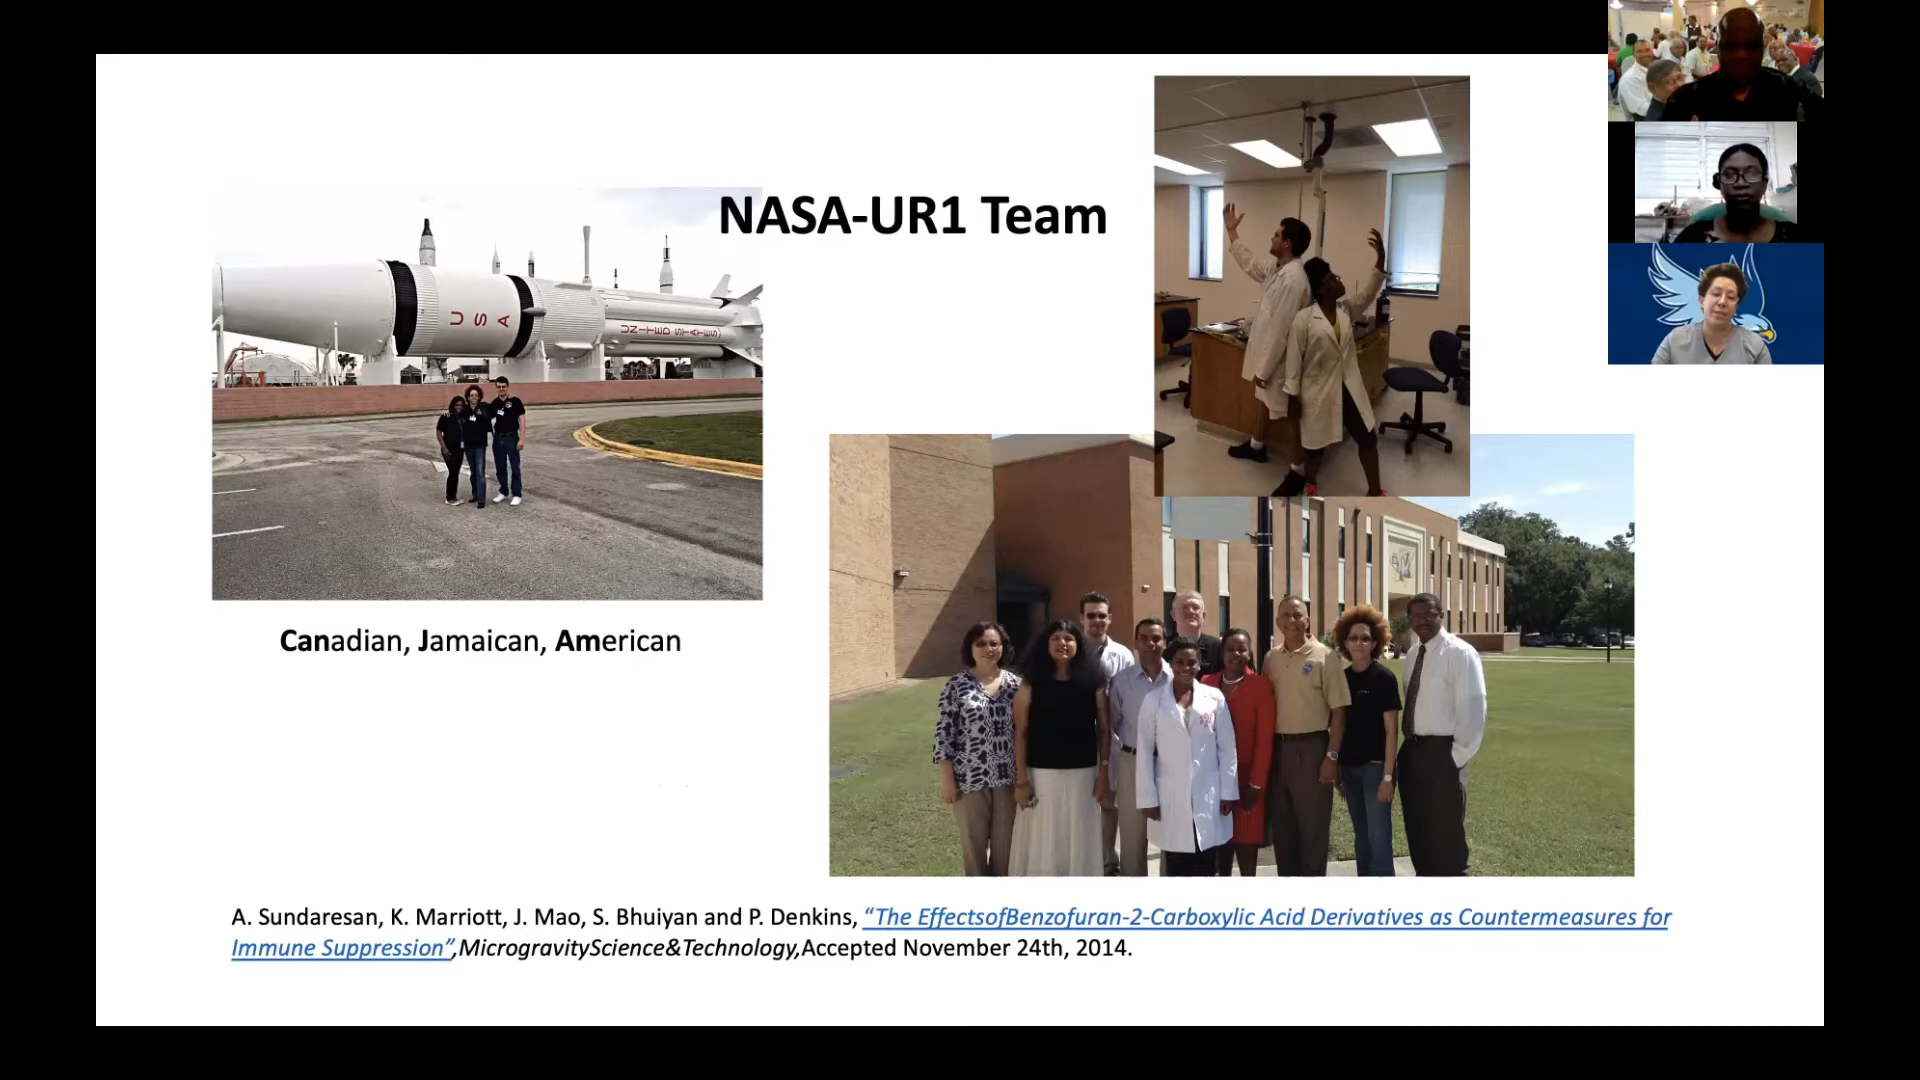 NASA-UR1 Team
USA
UNITED STATES
Canadian, Jamaican, American
A. Sundaresan, K. Marriott, J. Mao, S. Bhuiyan and P. Denkins, “The EffectsofBenzofuran-2-Carboxylic Acid Derivatives as Countermeasures for
Immune Suppression”,MicrogravityScience&Technology,Accepted November 24th, 2014.